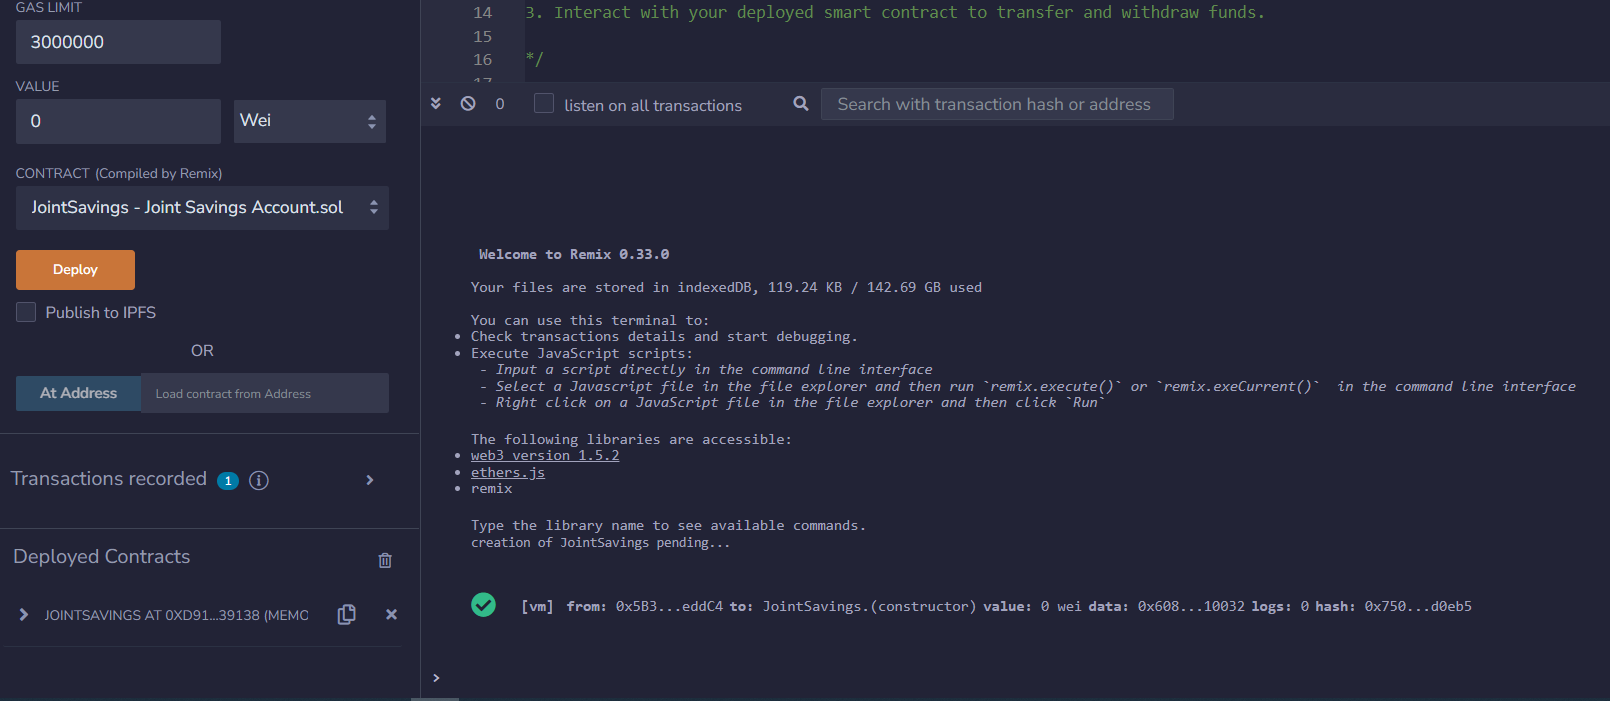 GAS LIMIT
3000000
VALUE
0
Wei
CONTRACT (Compiled by Remix)
JointSavings - Joint Savings Account.sol
Deploy
Publish to IPFS
OR
At Address
Load contract from Address
Transactions recorded 1 i
Deployed Contracts
JOINTSAVINGS AT 0XD91...39138 (MEMO
14 3. Interact with your deployed smart contract to transfer and withdraw funds.
15
16 */
17
0
listen on all transactions
Search with transaction hash or address
Welcome to Remix 0.33.0
Your files are stored in indexedDB, 119.24 KB / 142.69 GB used
You can use this terminal to:
• Check transactions details and start debugging.
• Execute JavaScript scripts:
- Input a script directly in the command line interface
- Select a Javascript file in the file explorer and then run `remix.execute()` or `remix.exeCurrent()` in the command line interface
- Right click on a JavaScript file in the file explorer and then click `Run`
The following libraries are accessible:
• web3 version 1.5.2
• ethers.js
• remix
Type the library name to see available commands.
creation of JointSavings pending...
[vm] from: 0x5B3...eddC4 to: JointSavings.(constructor) value: 0 wei data: 0x608...10032 logs: 0 hash: 0x750...d0eb5
>